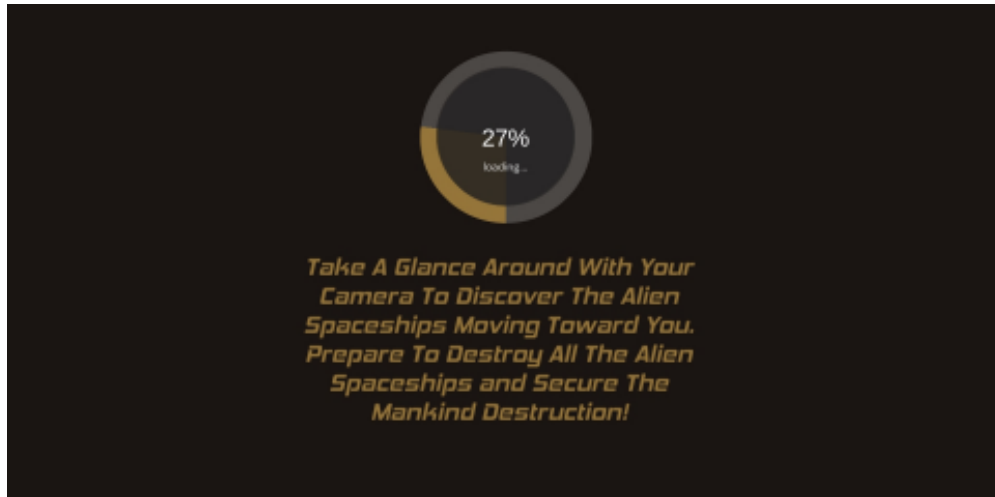 27%
loading...
Take A Glance Around With Your
Camera To Discover The Alien
Spaceships Moving Toward You.
Prepare To Destroy All The Alien
Spaceships and Secure The
Mankind Destruction!